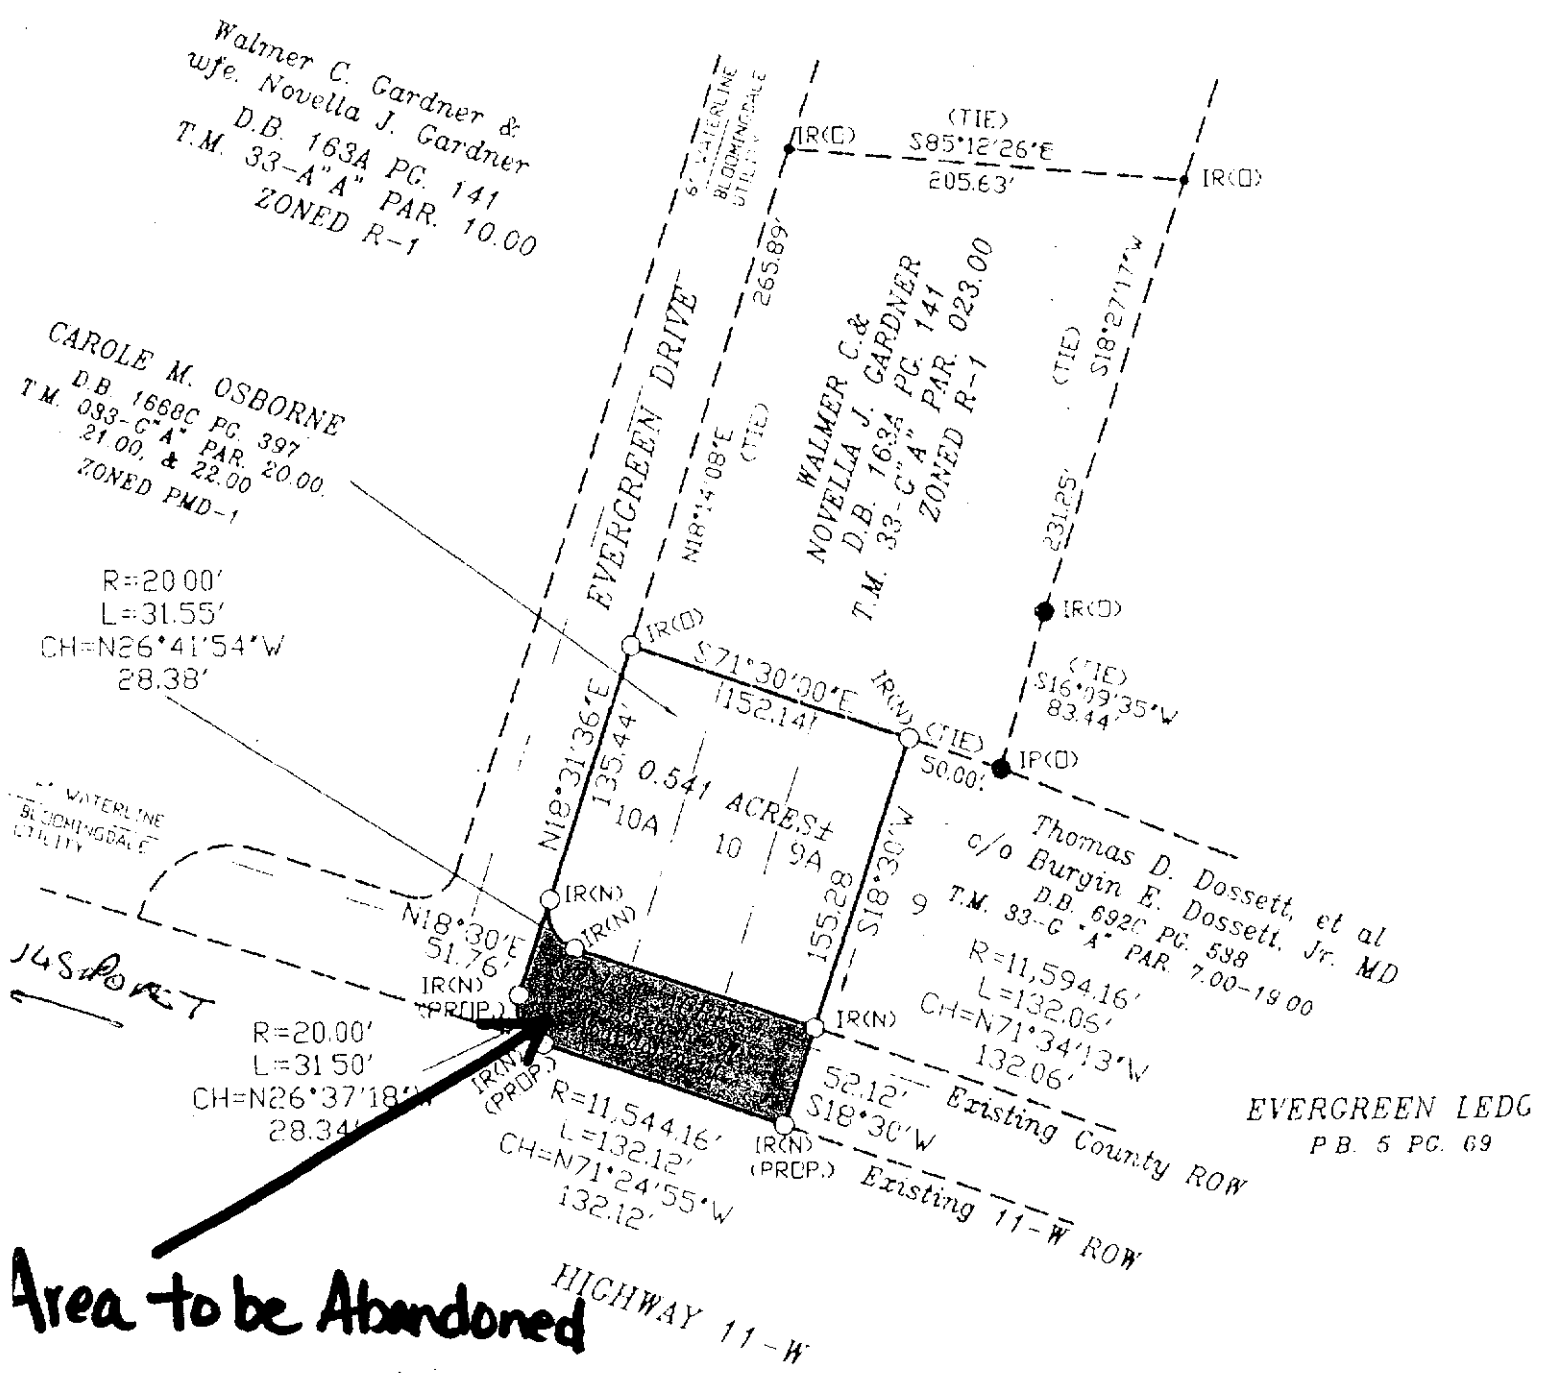 Walmer C. Gardner &
wfe. Novella J. Gardner
D.B. 163A PG. 141
T.M. 33-A"A" PAR. 10.00
ZONED R-1
6" WATERLINE
BLOOMINGDALE
UTILITY
IR(O)
(TIE)
S85°12'26"E
205.63'
IR(O)
265.89'
N18°14'08"E
(TIE)
EVERGREEN DRIVE
WALMER C.&
NOVELLA J. GARDNER
D.B. 163A PG. 141
T.M. 33-G"A" PAR. 023.00
ZONED R-1
(TIE)
S18°27'17"W
231.25'
IR(O)
(TIE)
S16°09'35"W
83.44'
CAROLE M. OSBORNE
D.B. 1668C PG. 397
T.M. 033-G"A" PAR. 20.00.
21.00, & 22.00
ZONED PMD-1
R=20.00'
L=31.55'
CH=N26°41'54"W
28.38'
IR(O)
S71°30'00"E
152.14'
IR(N)
(TIE)
50.00'
IP(O)
N18°31'36"E
135.44'
0.541 ACRES±
10A
10
9A
9
155.28
S18°30'W
WATERLINE
BLOOMINGDALE
UTILITY
IR(N)
IR(N)
N18°30'E
51.76'
IR(N)
(PROP.)
IR(N)
Thomas D. Dossett, et al
c/o Burgin E. Dossett, Jr. MD
D.B. 692C PG. 538
T.M. 33-G "A" PAR. 7.00-19.00
R=11,594.16'
L=132.06'
CH=N71°34'13"W
132.06'
R=20.00'
L=31.50'
CH=N26°37'18"W
28.34'
IR(N)
(PROP.)
R=11,544.16'
L=132.12'
CH=N71°24'55"W
132.12'
52.12'
S18°30'W
IR(N)
(PROP.)
Existing County ROW
Existing 11-W ROW
EVERGREEN LEDG
P.B. 5 PG. 69
HIGHWAY 11-W
Area to be Abandoned